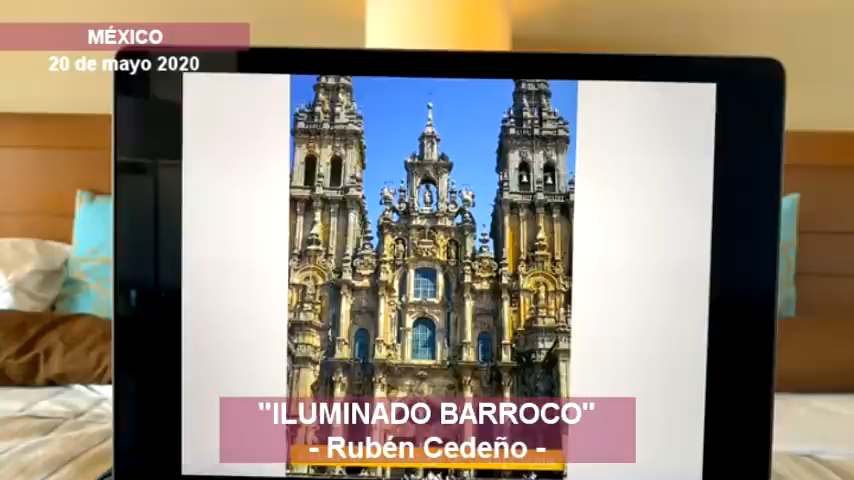 MÉXICO
20 de mayo 2020
"ILUMINADO BARROCO"
- Rubén Cedeño -